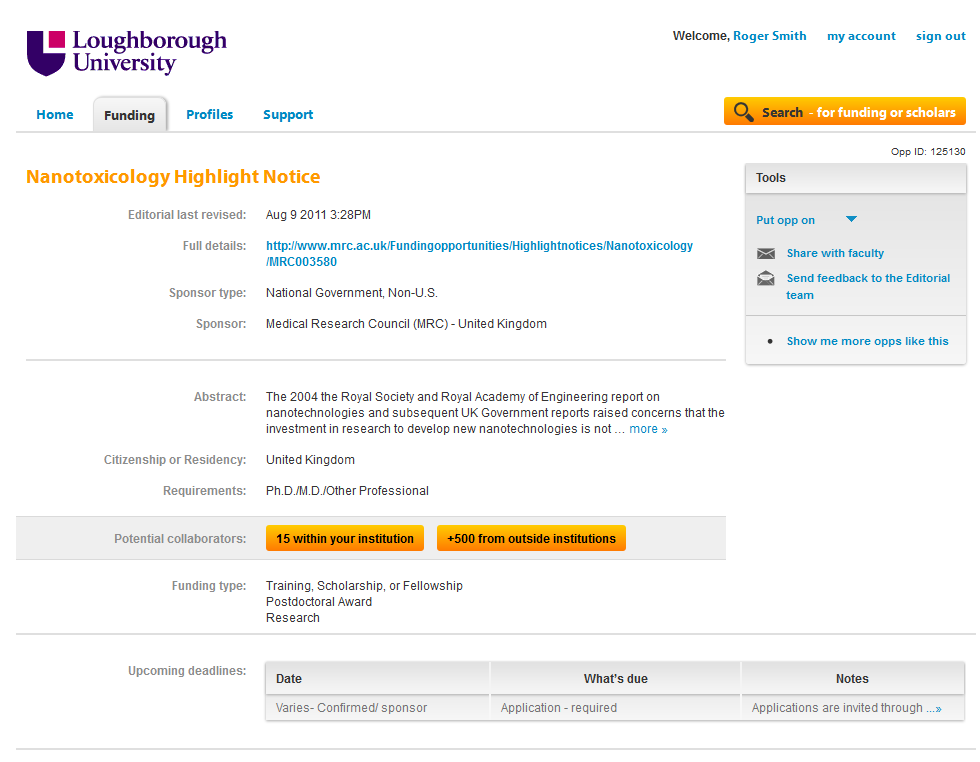 Loughborough
University
Welcome, Roger Smith my account sign out
Home Funding Profiles Support
Search - for funding or scholars
Opp ID: 125130
Nanotoxicology Highlight Notice
Tools
Put opp on
Share with faculty
Send feedback to the Editorial
team
Show me more opps like this
Editorial last revised: Aug 9 2011 3:28PM
Full details: http://www.mrc.ac.uk/Fundingopportunities/Highlightnotices/Nanotoxicology
/MRC003580
Sponsor type: National Government, Non-U.S.
Sponsor: Medical Research Council (MRC) - United Kingdom
Abstract: The 2004 the Royal Society and Royal Academy of Engineering report on
nanotechnologies and subsequent UK Government reports raised concerns that the
investment in research to develop new nanotechnologies is not ... more »
Citizenship or Residency: United Kingdom
Requirements: Ph.D./M.D./Other Professional
Potential collaborators: 15 within your institution +500 from outside institutions
Funding type: Training, Scholarship, or Fellowship
Postdoctoral Award
Research
Upcoming deadlines:
Date What's due Notes
Varies- Confirmed/ sponsor Application - required Applications are invited through ...»